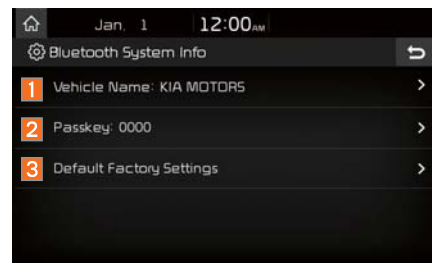 Jan. 1 12:00AM
Bluetooth System Info
1 Vehicle Name: KIA MOTORS
2 Passkey: 0000
3 Default Factory Settings